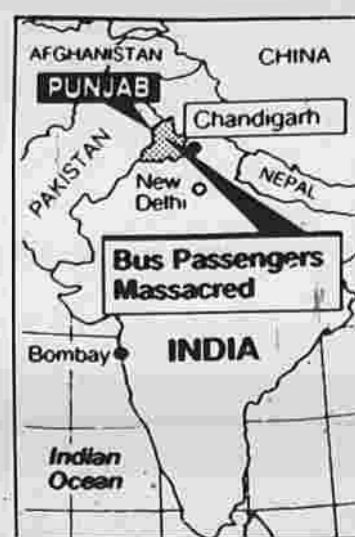 AFGHANISTAN
CHINA
PUNJAB
Chandigarh
PAKISTAN
New
Delhi
NEPAL
Bus Passengers
Massacred
Bombay
INDIA
Indian
Ocean